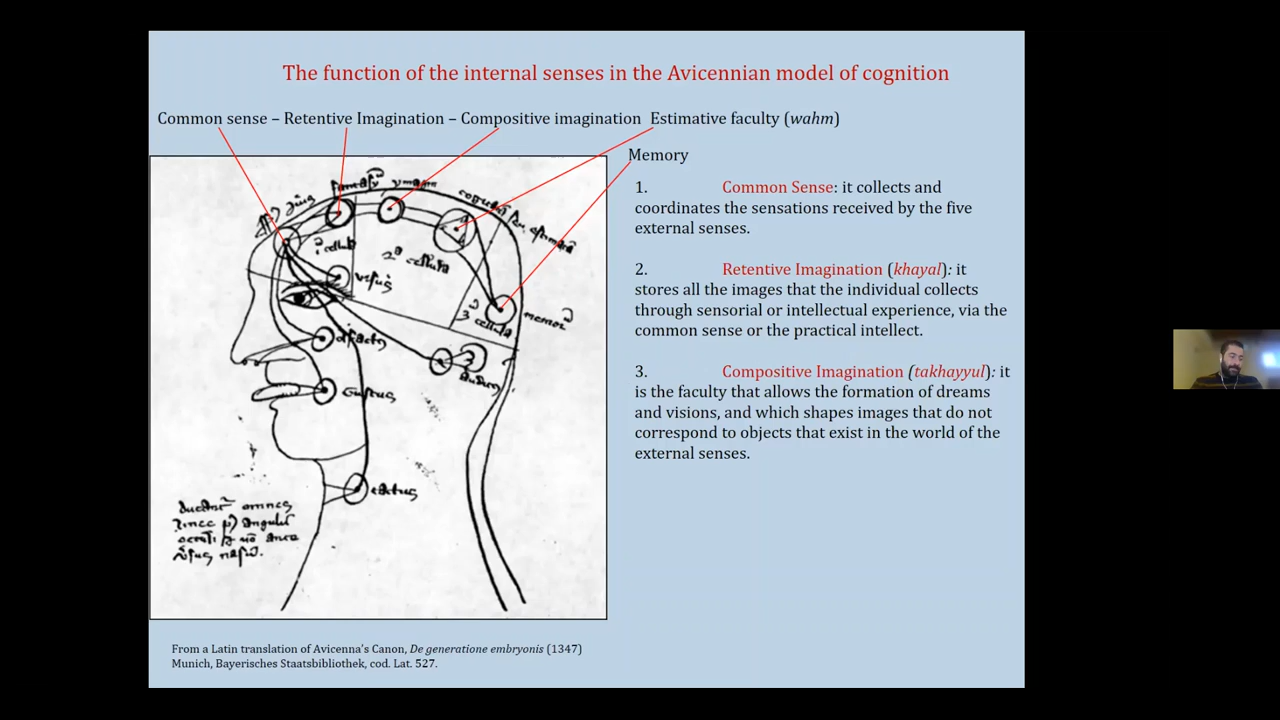 The function of the internal senses in the Avicennian model of cognition
Common sense – Retentive Imagination – Compositive imagination Estimative faculty (wahm)
Memory
1. Common Sense: it collects and
coordinates the sensations received by the five
external senses.
2. Retentive Imagination (khayal): it
stores all the images that the individual collects
through sensorial or intellectual experience, via the
common sense or the practical intellect.
3. Compositive Imagination (takhayyul): it
is the faculty that allows the formation of dreams
and visions, and which shapes images that do not
correspond to objects that exist in the world of the
external senses.
visus
Gustus
omnes
From a Latin translation of Avicenna's Canon, De generatione embryonis (1347)
Munich, Bayerisches Staatsbibliothek, cod. Lat. 527.